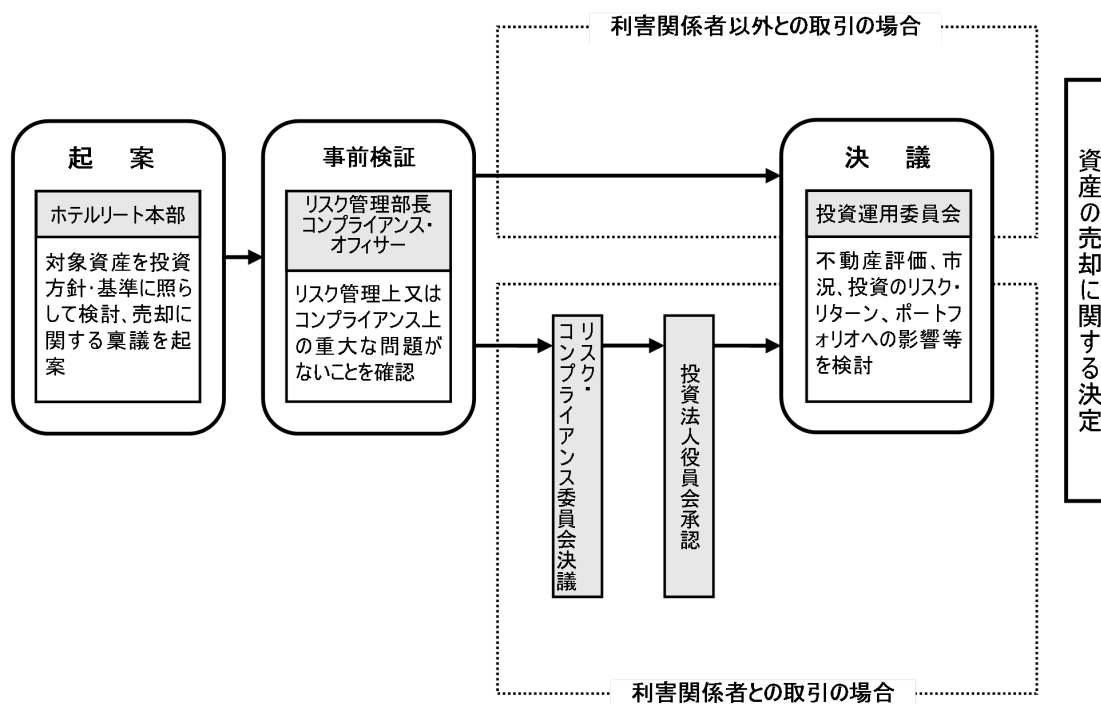 利害関係者以外との取引の場合
起　案
ホテルリート本部
対象資産を投資
方針・基準に照ら
して検討、売却に
関する稟議を起
案
事前検証
リスク管理部長
コンプライアンス・
オフィサー
リスク管理上又は
コンプライアンス上
の重大な問題が
ないことを確認
リスク・
コンプライアンス委員会決議
投資法人役員会承認
決　議
投資運用委員会
不動産評価、市
況、投資のリスク・
リターン、ポートフ
ォリオへの影響等
を検討
資産の売却に関する決定
利害関係者との取引の場合